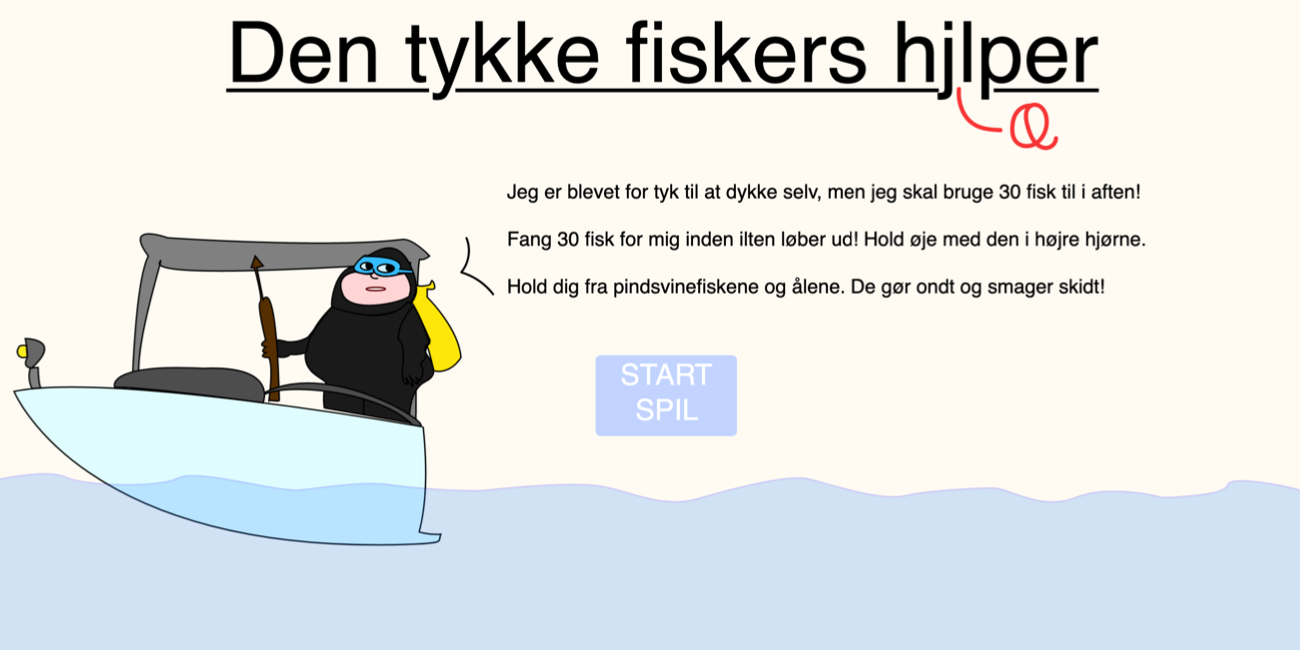 Den tykke fiskers hjlper
æ
Jeg er blevet for tyk til at dykke selv, men jeg skal bruge 30 fisk til i aften!
Fang 30 fisk for mig inden ilten løber ud! Hold øje med den i højre hjørne.
Hold dig fra pindsvinefiskene og ålene. De gør ondt og smager skidt!
START
SPIL